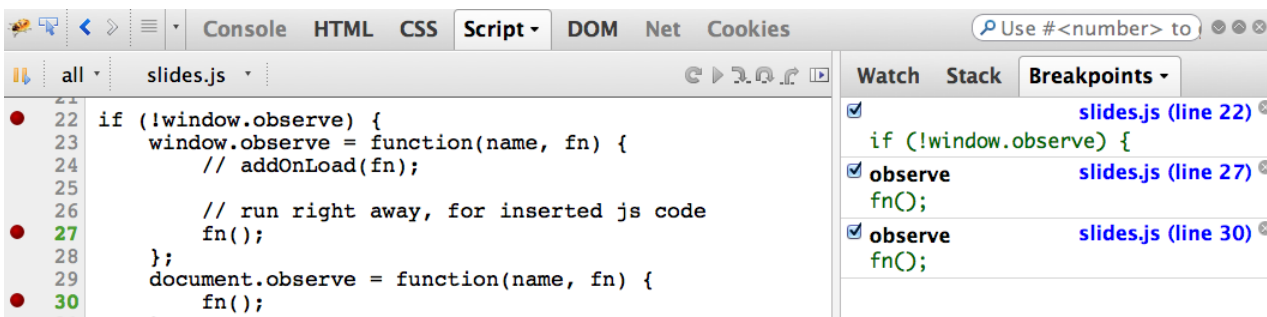 Console HTML CSS Script DOM Net Cookies Use #<number> to
all slides.js Watch Stack Breakpoints
21
22 if (!window.observe) {
23 window.observe = function(name, fn) {
24 // addOnLoad(fn);
25
26 // run right away, for inserted js code
27 fn();
28 };
29 document.observe = function(name, fn) {
30 fn();
slides.js (line 22)
if (!window.observe) {
observe slides.js (line 27)
fn();
observe slides.js (line 30)
fn();